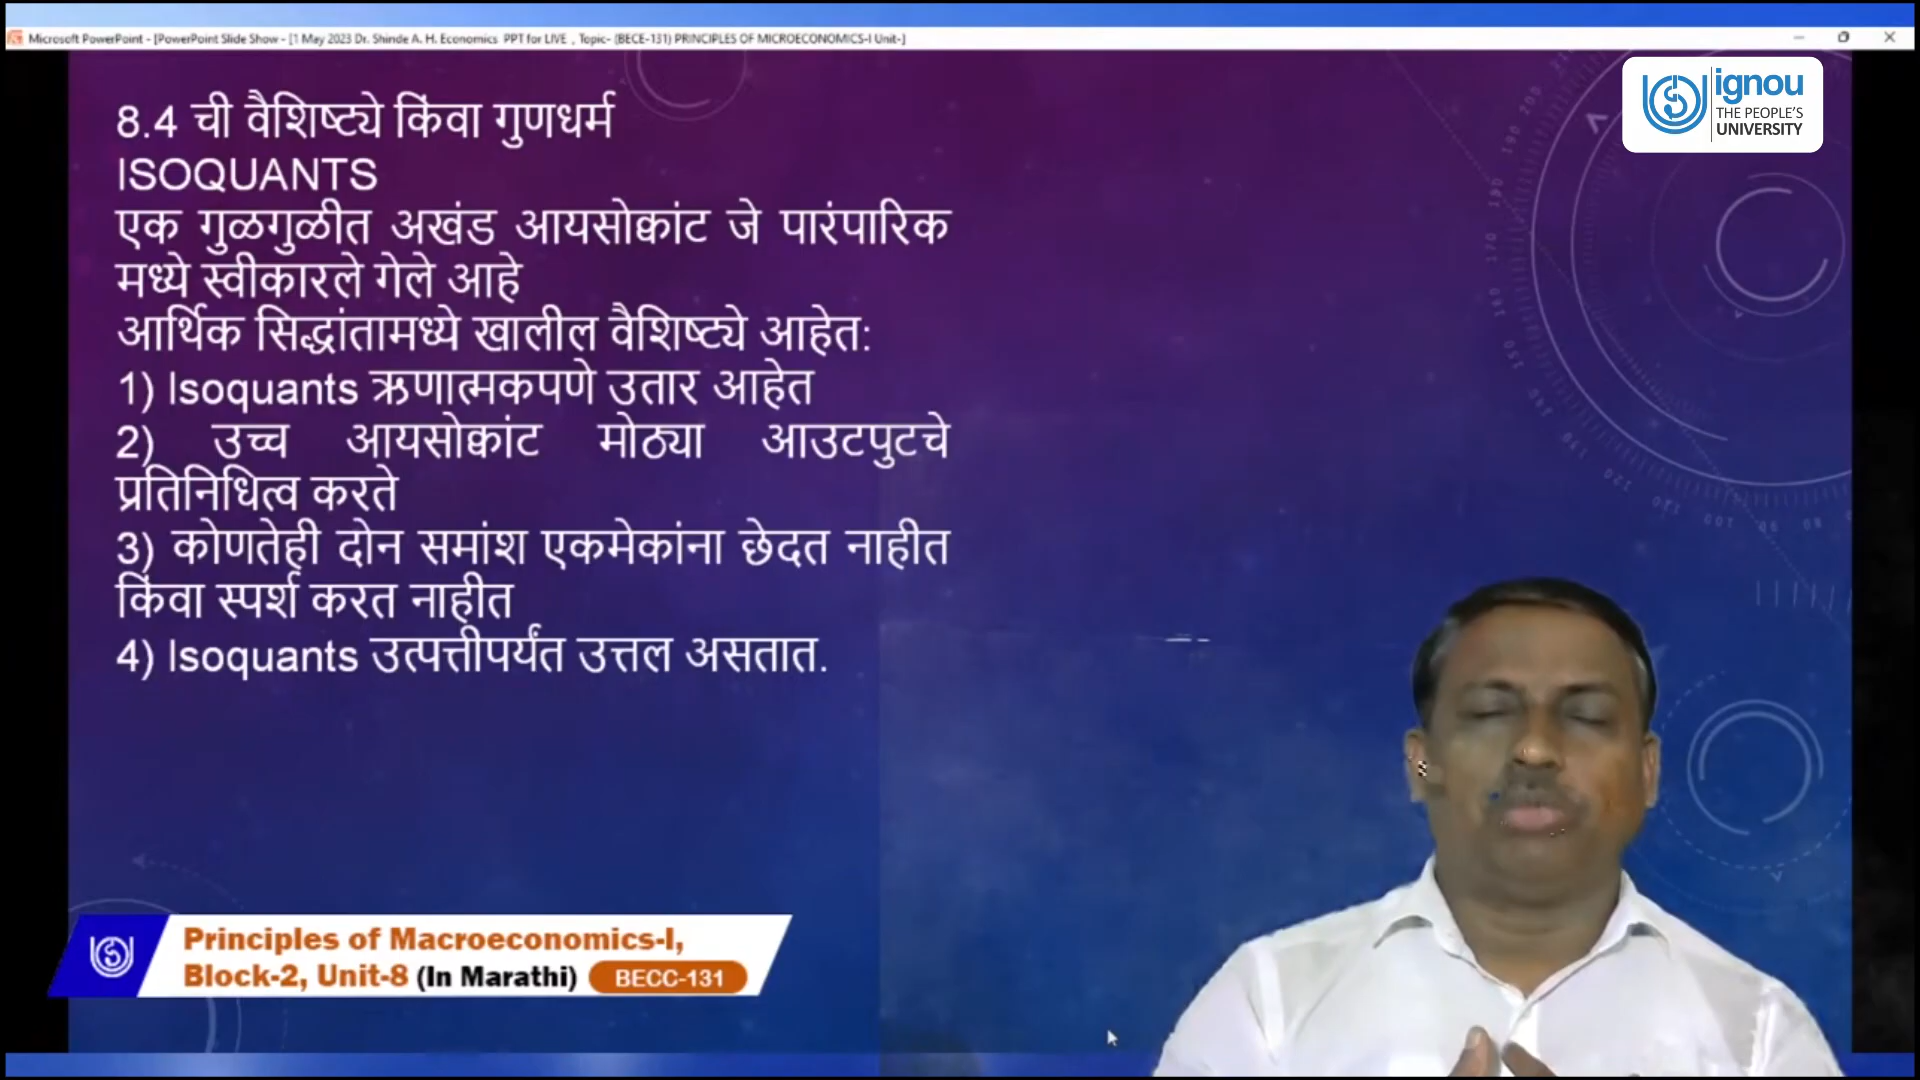 Microsoft PowerPoint - [PowerPoint Slide Show - [1 May 2023 Dr. Shinde A. H. Economics PPT for LIVE , Topic- (BECE-131) PRINCIPLES OF MICROECONOMICS-I Unit-]
ignou
THE PEOPLE'S
UNIVERSITY
8.4 ची वैशिष्ट्ये किंवा गुणधर्म
ISOQUANTS
एक गुळगुळीत अखंड आयसोक्वांट जे पारंपारिक
मध्ये स्वीकारले गेले आहे
आर्थिक सिद्धांतामध्ये खालील वैशिष्ट्ये आहेत:
1) Isoquants ऋणात्मकपणे उतार आहेत
2) उच्च आयसोक्वांट मोठ्या आउटपुटचे
प्रतिनिधित्व करते
3) कोणतेही दोन समांश एकमेकांना छेदत नाहीत
किंवा स्पर्श करत नाहीत
4) Isoquants उत्पत्तीपर्यंत उत्तल असतात.
Principles of Macroeconomics-I,
Block-2, Unit-8 (In Marathi) BECC-131